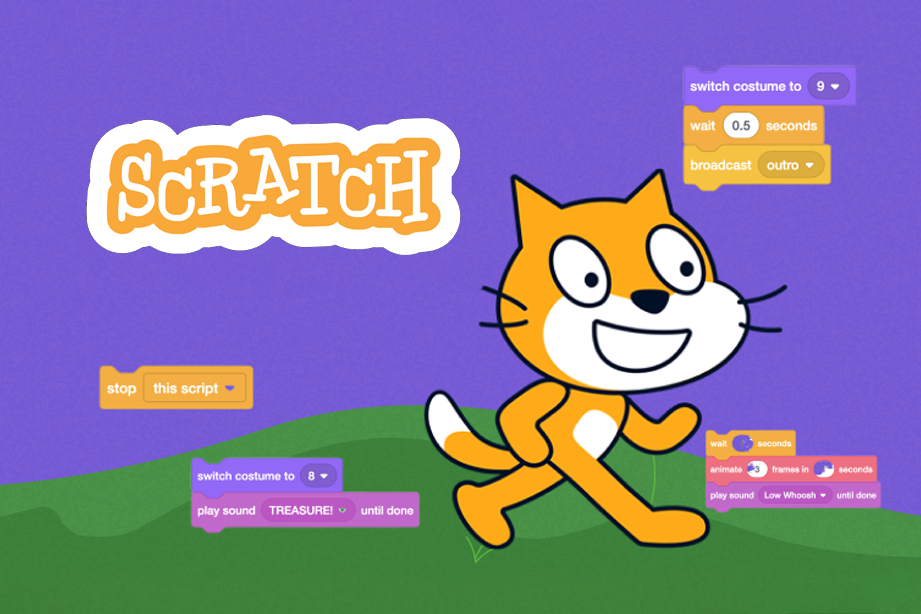 switch costume to 9
wait 0.5 seconds
broadcast outro
SCRATCH
stop this script
switch costume to 8
play sound TREASURE! until done
wait seconds
animate 3 frames in seconds
play sound Low Whoosh until done